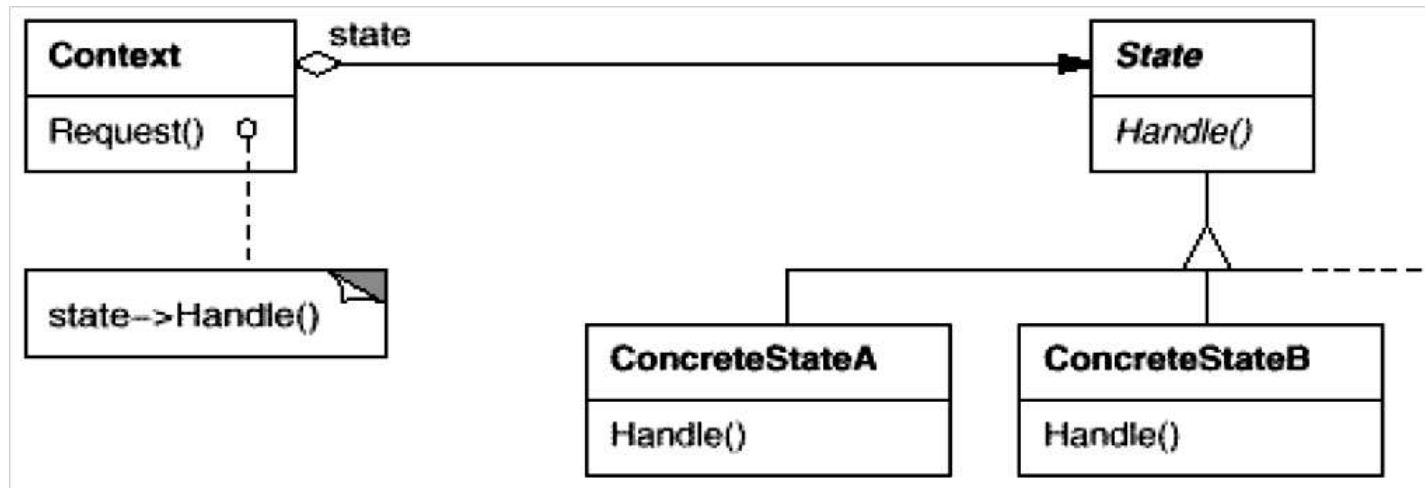 Context
state
State
Request()
Handle()
state–>Handle()
ConcreteStateA
ConcreteStateB
Handle()
Handle()